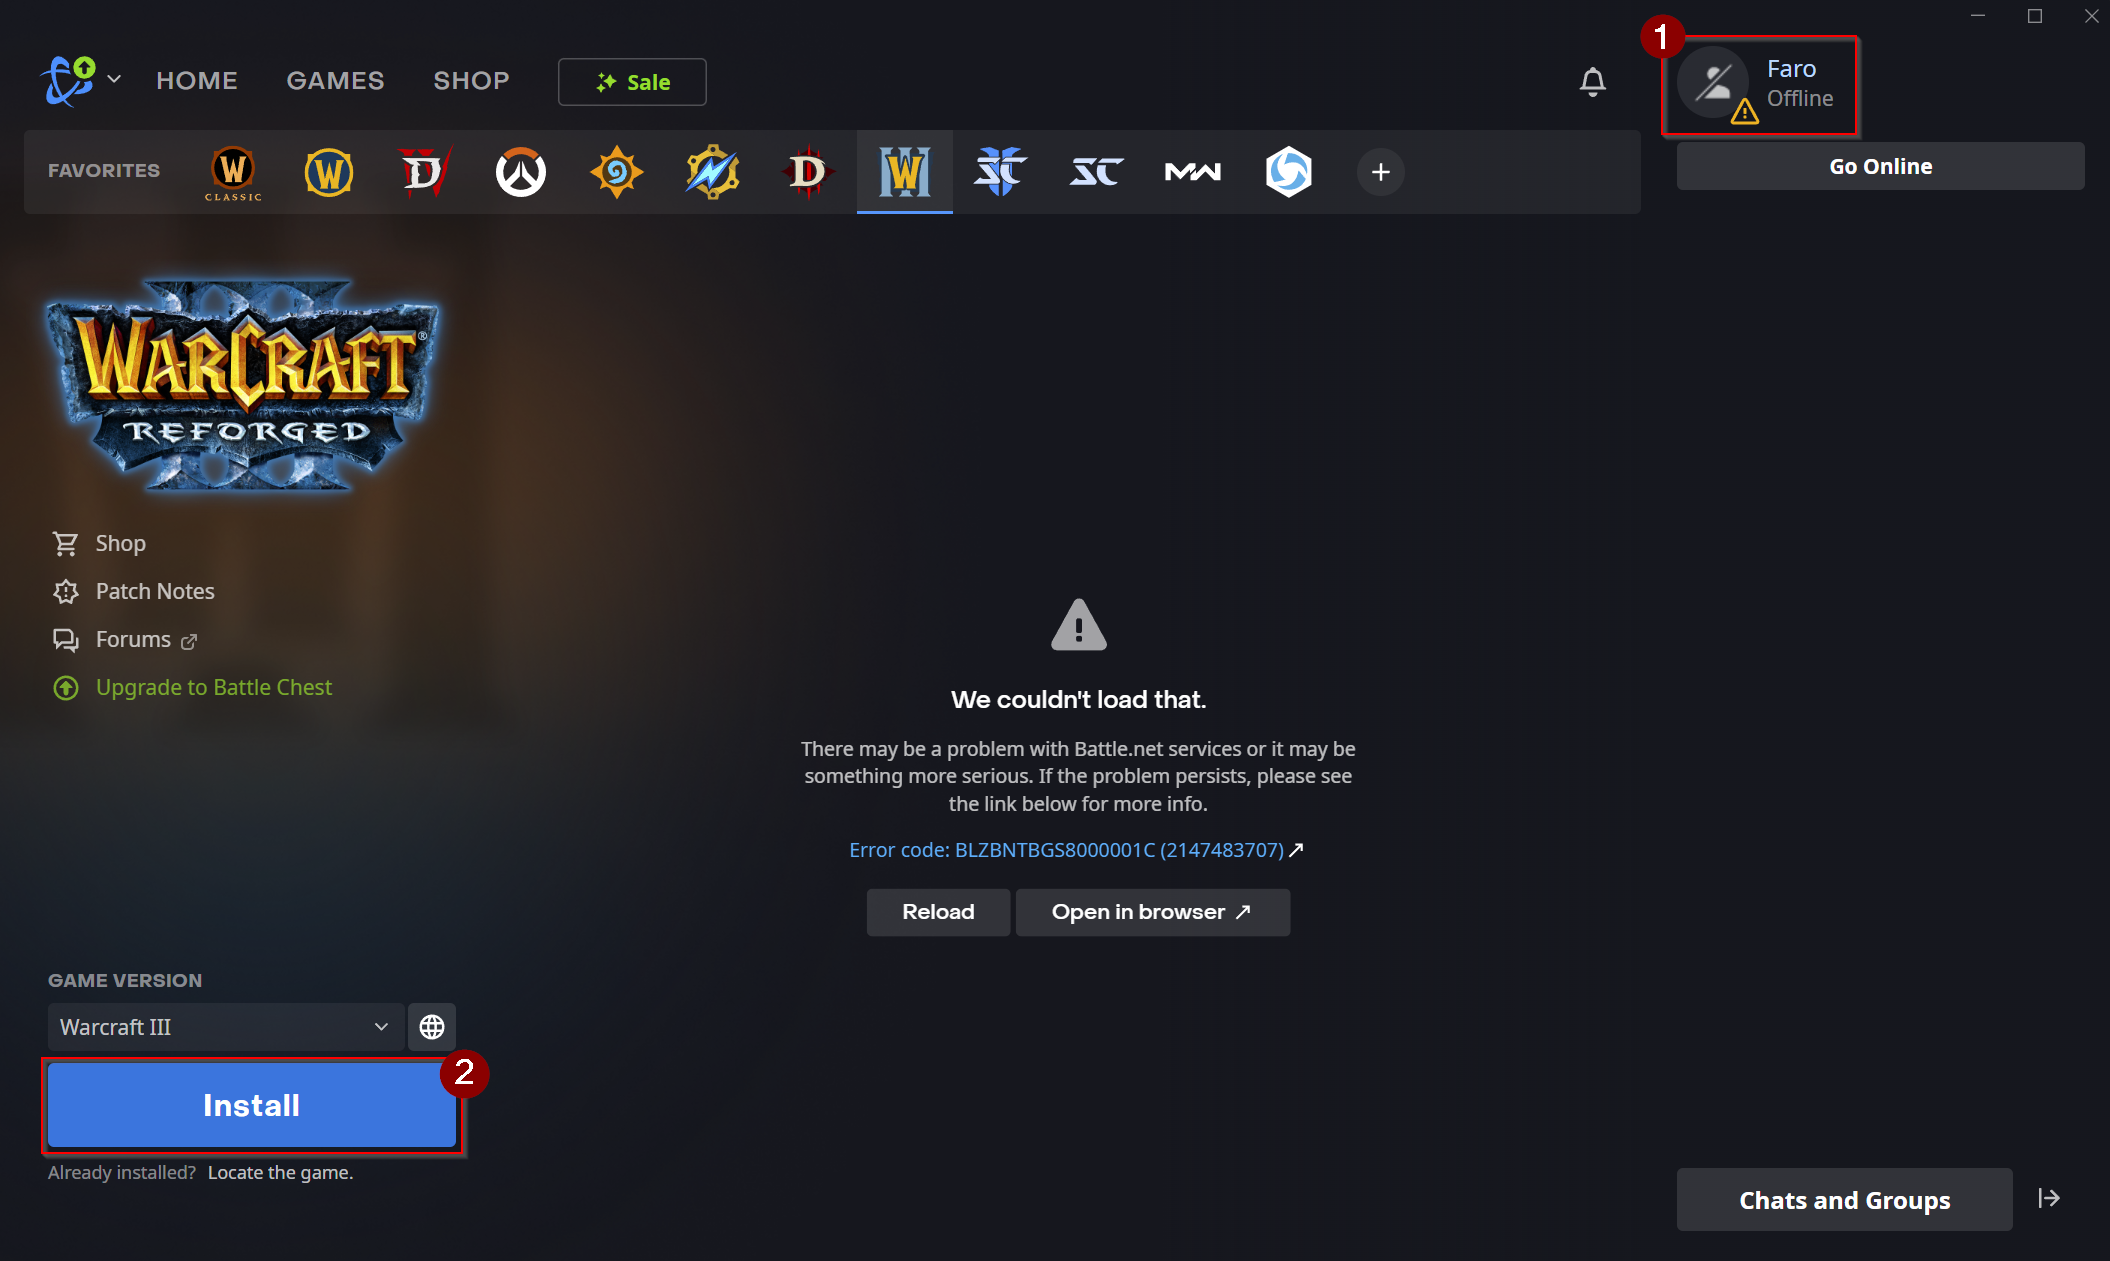 HOME
GAMES
SHOP
Sale
1
Faro
Offline
FAVORITES
W
CLASSIC
W
D
D
W
SC
SC
MW
Go Online
WARCRAFT®
REFORGED
Shop
Patch Notes
Forums
Upgrade to Battle Chest
We couldn't load that.
There may be a problem with Battle.net services or it may be
something more serious. If the problem persists, please see
the link below for more info.
Error code: BLZBNTBGS8000001C (2147483707)
Reload
Open in browser
GAME VERSION
Warcraft III
2
Install
Already installed? Locate the game.
Chats and Groups